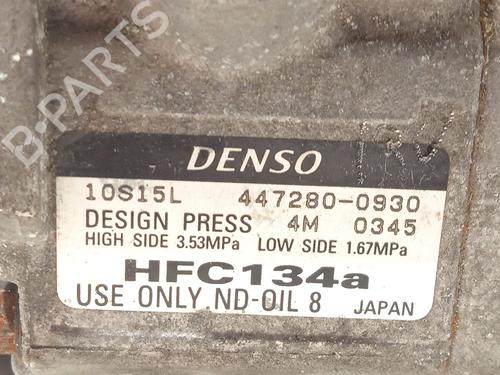 B-PARTS
DENSO
10S15L 447280-0930
DESIGN PRESS 4M 0345
HIGH SIDE 3.53MPa LOW SIDE 1.67MPa
HFC134a
USE ONLY ND-OIL 8 JAPAN